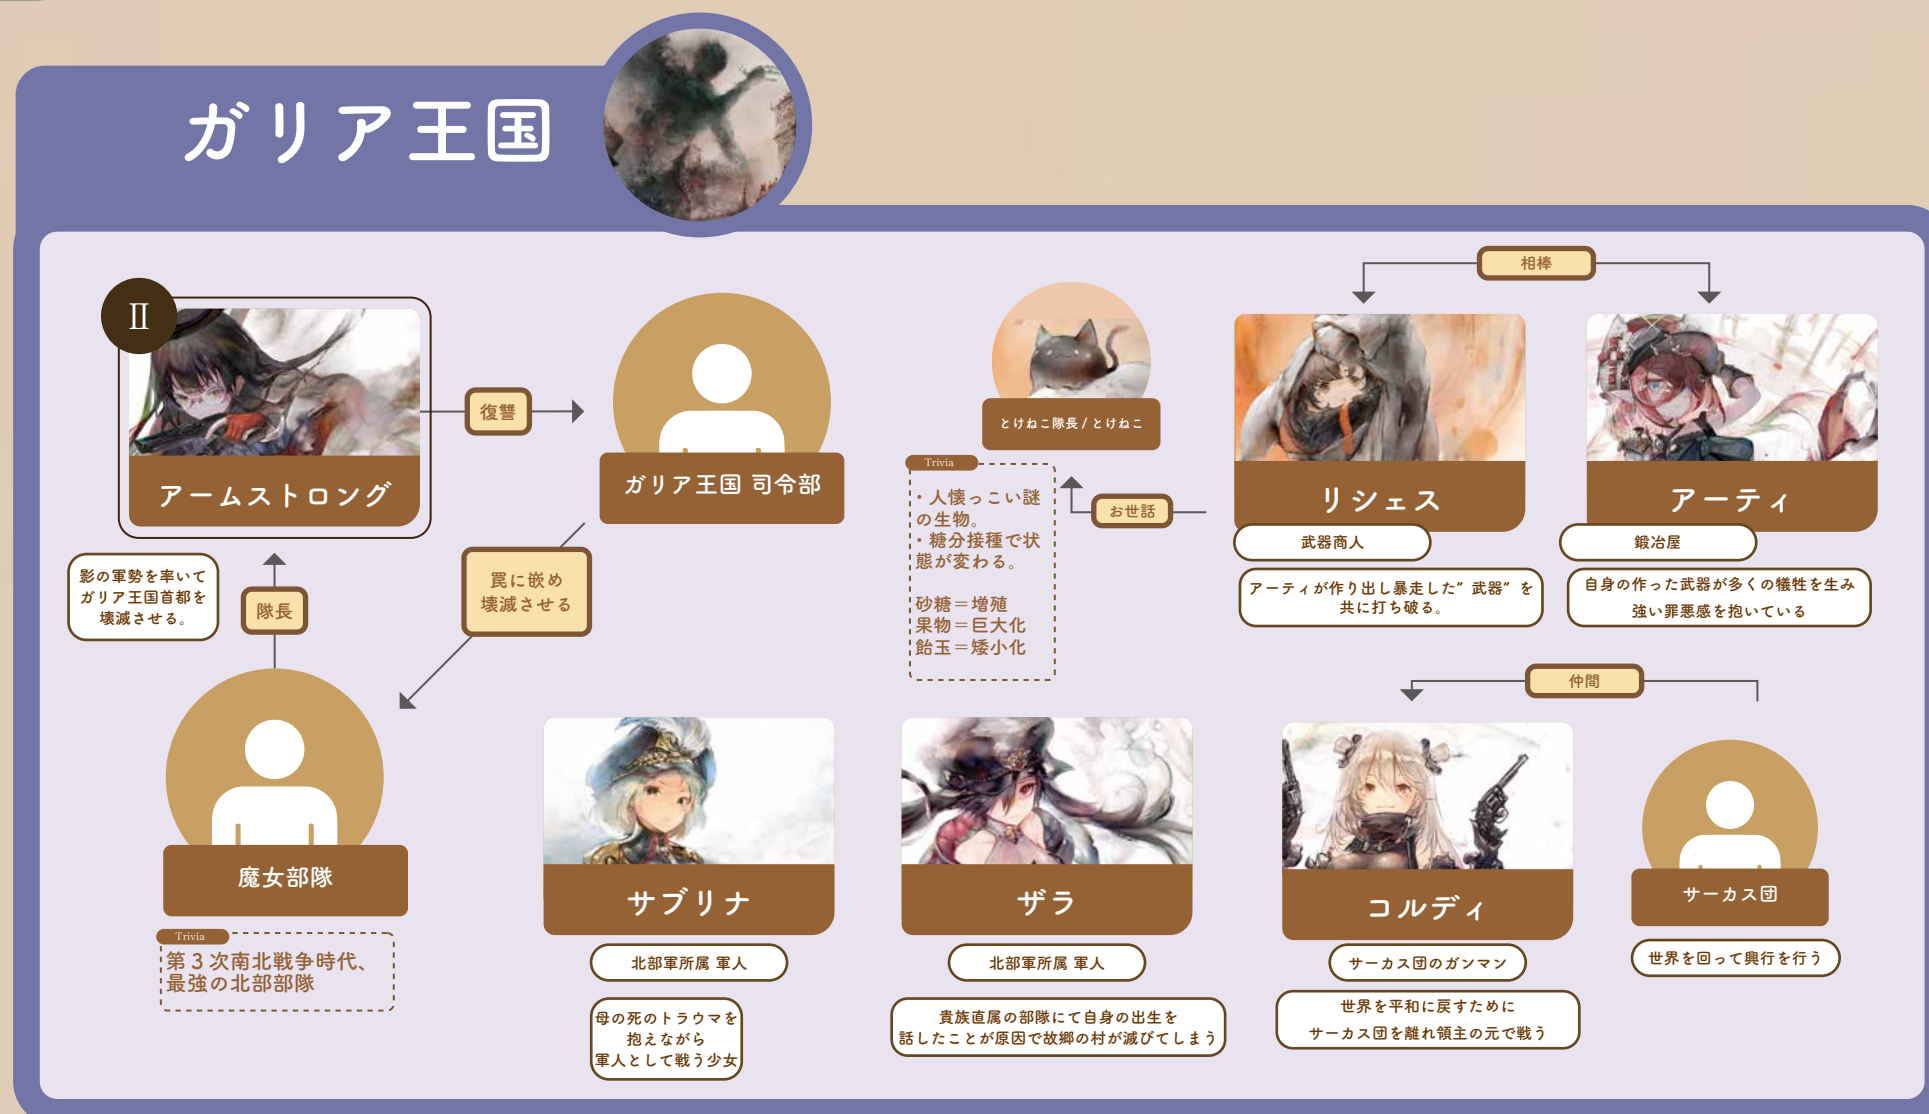 ガリア王国
相棒
Ⅱ
アームストロング
復讐
ガリア王国 司令部
とけねこ隊長 / とけねこ
リシェス
アーティ
影の軍勢を率いて
ガリア王国首都を
壊滅させる。
隊長
罠に嵌め
壊滅させる
Trivia
・人懐っこい謎
の生物。
・糖分接種で状
態が変わる。
砂糖＝増殖
果物＝巨大化
飴玉＝矮小化
お世話
武器商人
アーティが作り出し暴走した”武器”を
共に打ち破る。
鍛冶屋
自身の作った武器が多くの犠牲を生み
強い罪悪感を抱いている
仲間
魔女部隊
Trivia
第3次南北戦争時代、
最強の北部部隊
サブリナ
北部軍所属 軍人
母の死のトラウマを
抱えながら
軍人として戦う少女
ザラ
北部軍所属 軍人
貴族直属の部隊にて自身の出生を
話したことが原因で故郷の村が滅びてしまう
コルディ
サーカス団のガンマン
世界を平和に戻すために
サーカス団を離れ領主の元で戦う
サーカス団
世界を回って興行を行う